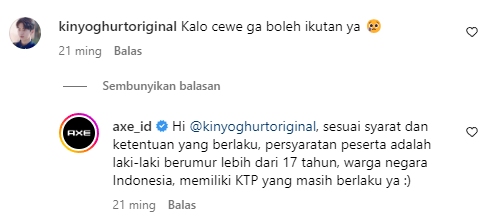 kinyoghurtoriginal Kalo cewe ga boleh ikutan ya 🥺
21 ming Balas
Sembunyikan balasan
AXE
axe_id Hi @kinyoghurtoriginal, sesuai syarat dan
ketentuan yang berlaku, persyaratan peserta adalah
laki-laki berumur lebih dari 17 tahun, warga negara
Indonesia, memiliki KTP yang masih berlaku ya :)
21 ming Balas